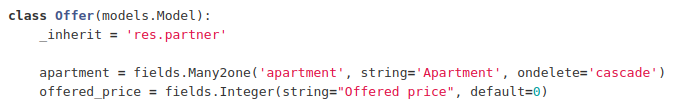 class Offer(models.Model):
    _inherit = 'res.partner'

    apartment = fields.Many2one('apartment', string='Apartment', ondelete='cascade')
    offered_price = fields.Integer(string="Offered price", default=0)